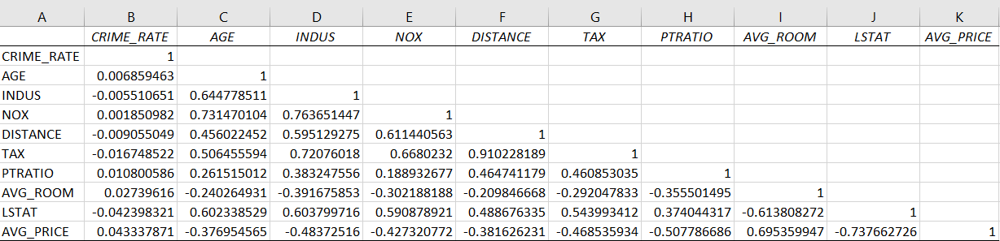 A B C D E F G H I J K
CRIME_RATE AGE INDUS NOX DISTANCE TAX PTRATIO AVG_ROOM LSTAT AVG_PRICE
CRIME_RATE 1
AGE 0.006859463 1
INDUS -0.005510651 0.644778511 1
NOX 0.001850982 0.731470104 0.763651447 1
DISTANCE -0.009055049 0.456022452 0.595129275 0.611440563 1
TAX -0.016748522 0.506455594 0.72076018 0.6680232 0.910228189 1
PTRATIO 0.010800586 0.261515012 0.383247556 0.188932677 0.464741179 0.460853035 1
AVG_ROOM 0.02739616 -0.240264931 -0.391675853 -0.302188188 -0.209846668 -0.292047833 -0.355501495 1
LSTAT -0.042398321 0.602338529 0.603799716 0.590878921 0.488676335 0.543993412 0.374044317 -0.613808272 1
AVG_PRICE 0.043337871 -0.376954565 -0.48372516 -0.427320772 -0.381626231 -0.468535934 -0.507786686 0.695359947 -0.737662726 1